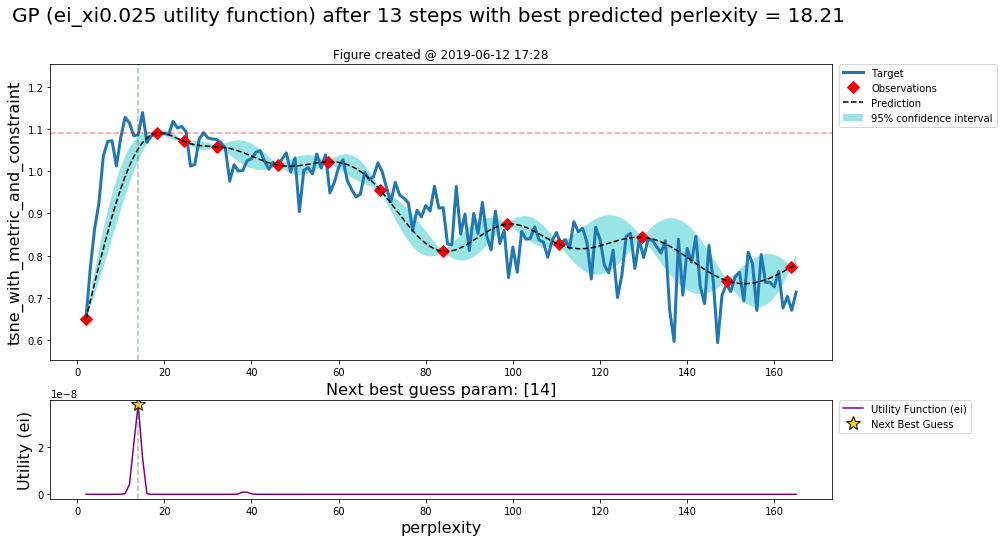 GP (ei_xi0.025 utility function) after 13 steps with best predicted perlexity = 18.21
Figure created @ 2019-06-12 17:28
tsne_with_metric_and_constraint
1.2
1.1
1.0
0.9
0.8
0.7
0.6
0 20 40 60 80 100 120 140 160
Target
Observations
Prediction
95% confidence interval
Next best guess param: [14]
1e−8
Utility (ei)
2
0
0 20 40 60 80 100 120 140 160
perplexity
Utility Function (ei)
Next Best Guess